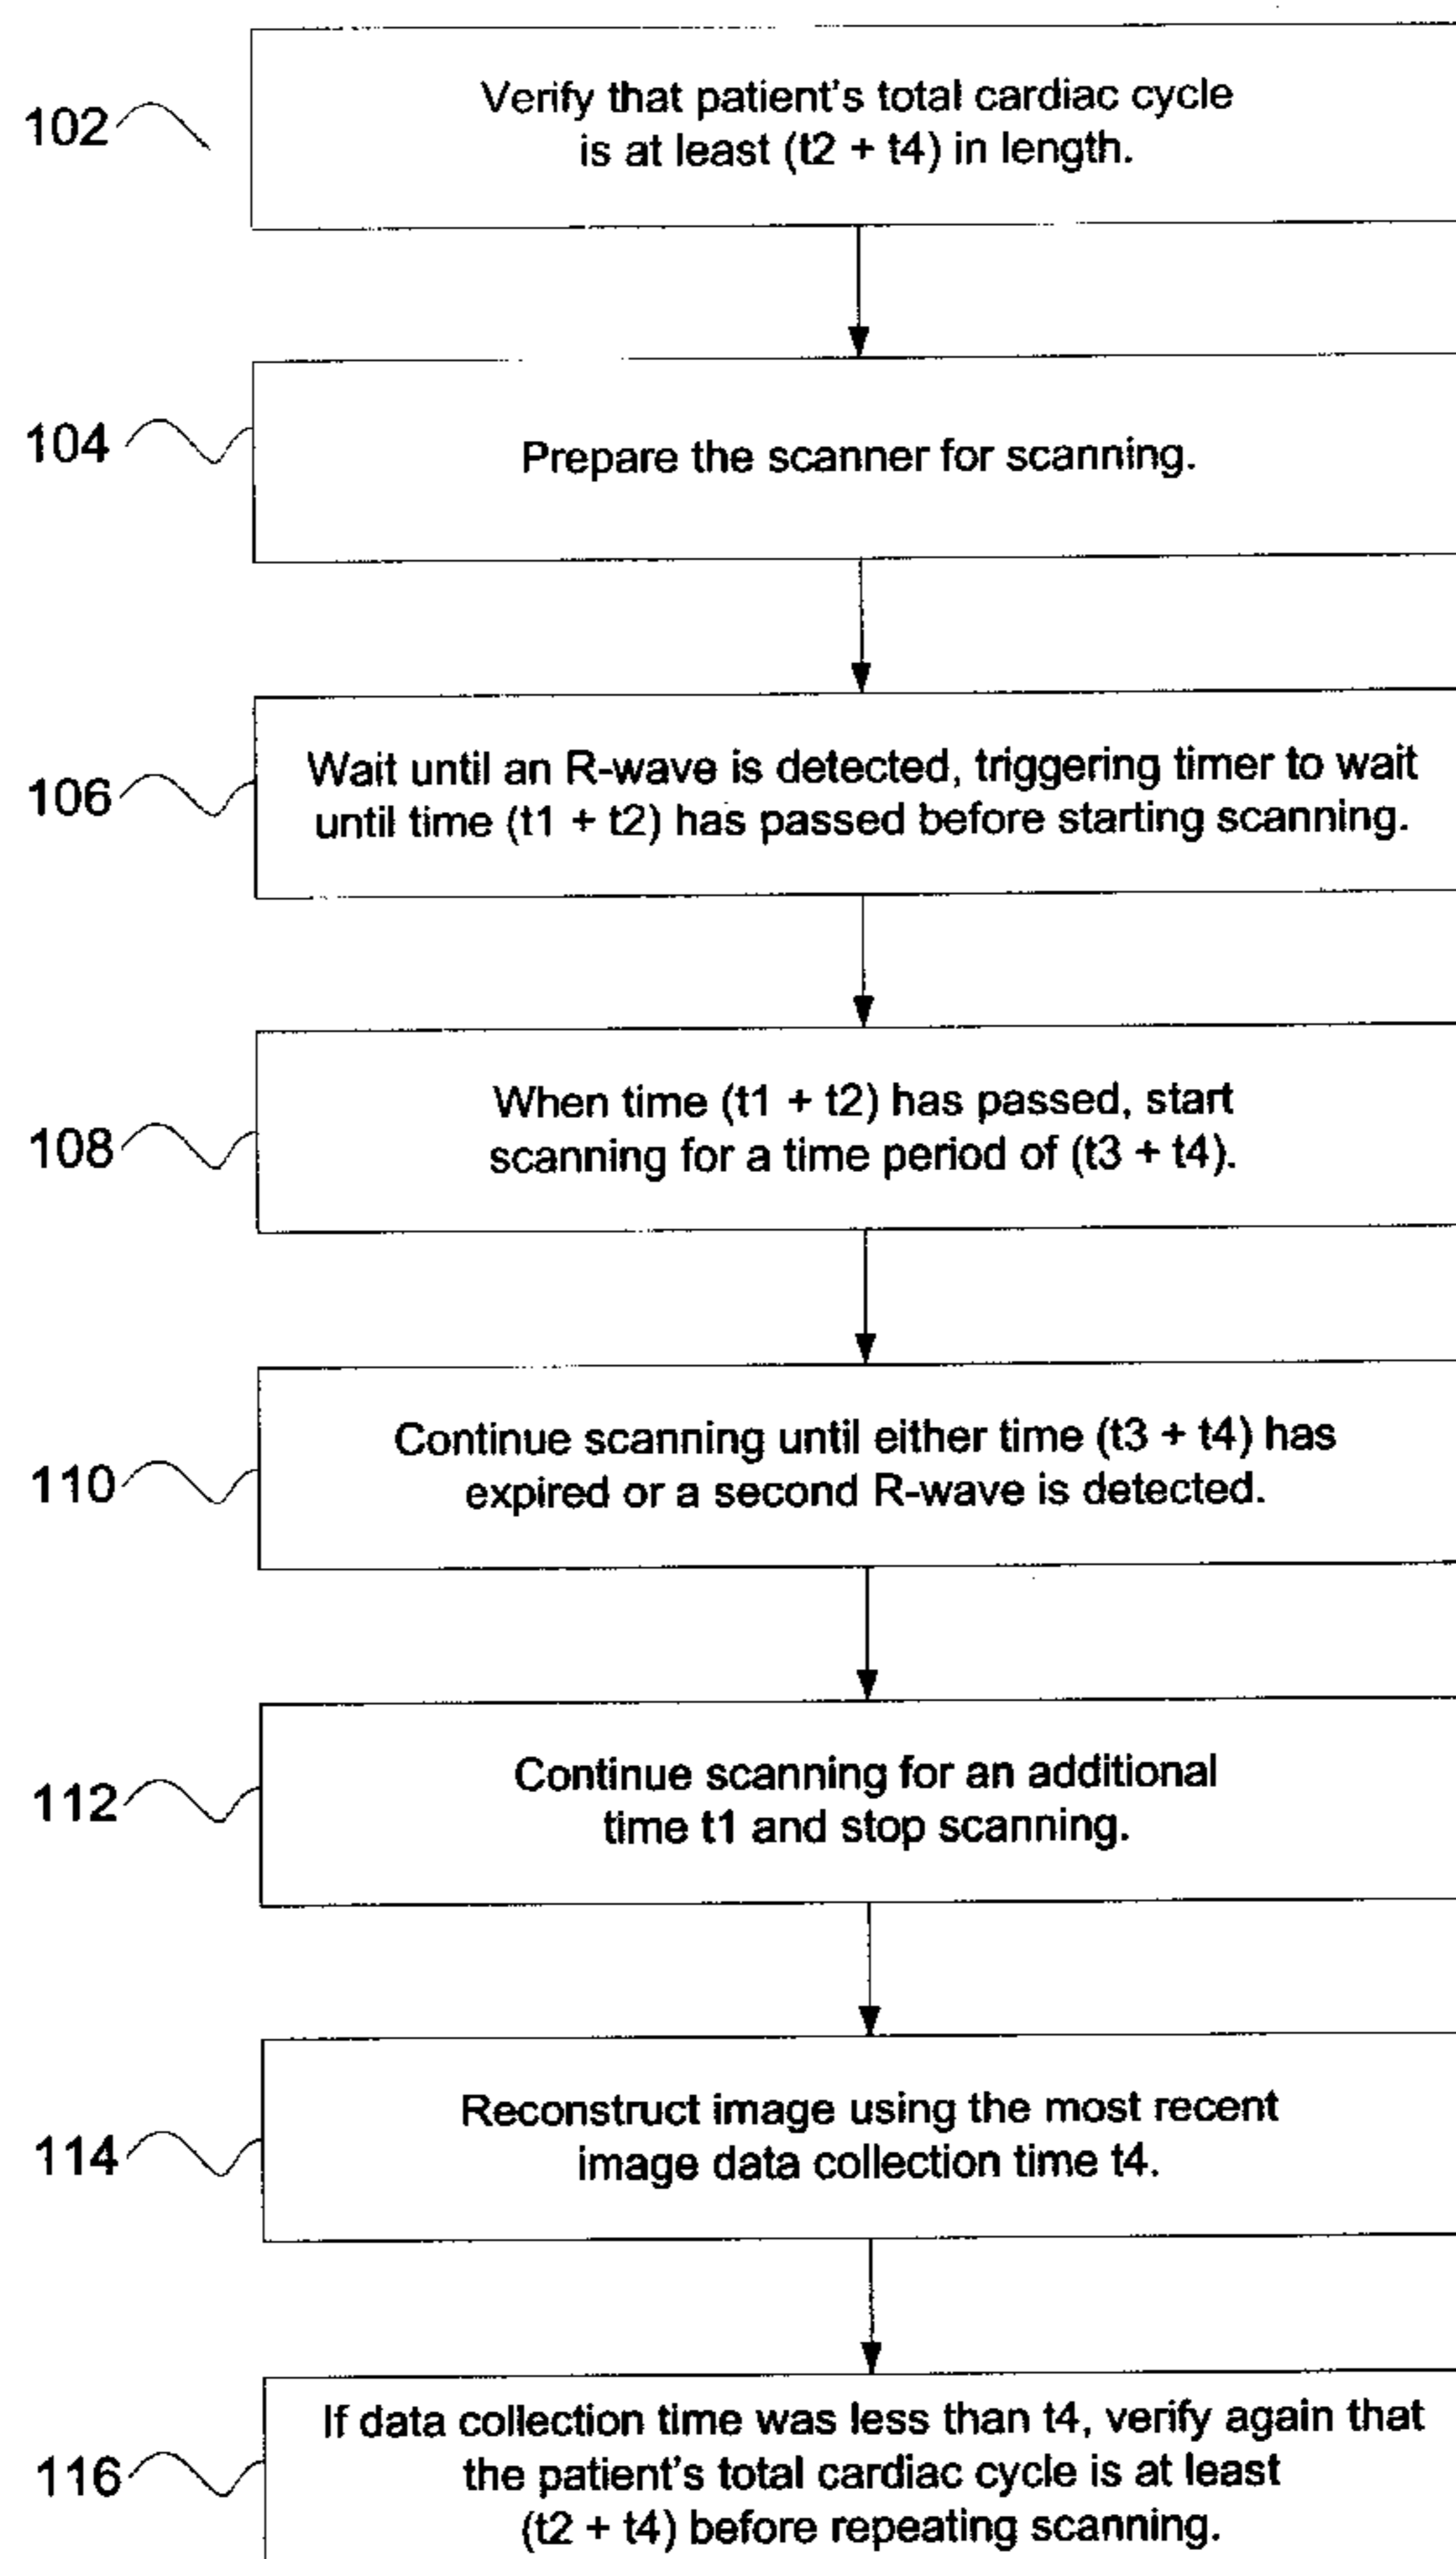 102
Verify that patient's total cardiac cycle
is at least (t2 + t4) in length.
104
Prepare the scanner for scanning.
106
Wait until an R-wave is detected, triggering timer to wait
until time (t1 + t2) has passed before starting scanning.
108
When time (t1 + t2) has passed, start
scanning for a time period of (t3 + t4).
110
Continue scanning until either time (t3 + t4) has
expired or a second R-wave is detected.
112
Continue scanning for an additional
time t1 and stop scanning.
114
Reconstruct image using the most recent
image data collection time t4.
116
If data collection time was less than t4, verify again that
the patient's total cardiac cycle is at least
(t2 + t4) before repeating scanning.